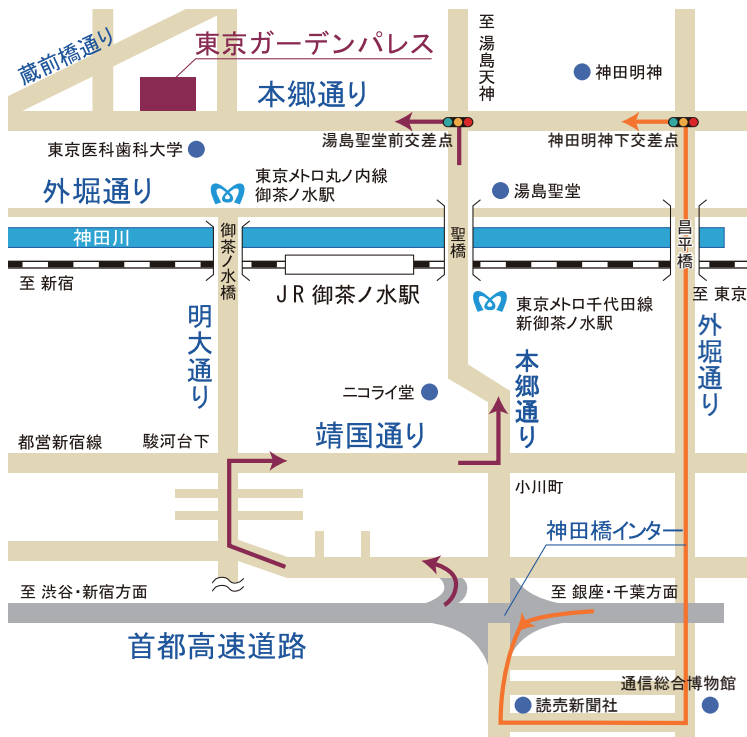 蔵前橋通り
東京ガーデンパレス
至 湯島天神
神田明神
本郷通り
湯島聖堂前交差点
神田明神下交差点
東京医科歯科大学
東京メトロ丸ノ内線
御茶ノ水駅
湯島聖堂
外堀通り
神田川
御茶ノ水橋
聖橋
昌平橋
至 新宿
JR 御茶ノ水駅
至 東京
東京メトロ千代田線
新御茶ノ水駅
明大通り
本郷通り
外堀通り
ニコライ堂
靖国通り
都営新宿線
駿河台下
小川町
神田橋インター
至 渋谷・新宿方面
至 銀座・千葉方面
首都高速道路
通信総合博物館
読売新聞社